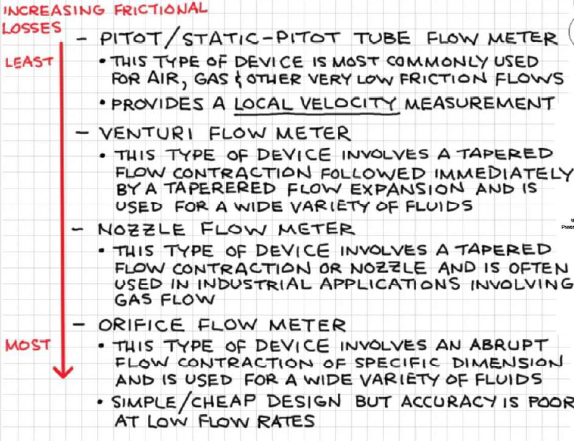 INCREASING FRICTIONAL
LOSSES
- PITOT/STATIC-PITOT TUBE FLOW METER
LEAST
• THIS TYPE OF DEVICE IS MOST COMMONLY USED
FOR AIR, GAS & OTHER VERY LOW FRICTION FLOWS
• PROVIDES A LOCAL VELOCITY MEASUREMENT
- VENTURI FLOW METER
• THIS TYPE OF DEVICE INVOLVES A TAPERED
FLOW CONTRACTION FOLLOWED IMMEDIATELY
BY A TAPERERED FLOW EXPANSION AND IS
USED FOR A WIDE VARIETY OF FLUIDS
- NOZZLE FLOW METER
• THIS TYPE OF DEVICE INVOLVES A TAPERED
FLOW CONTRACTION OR NOZZLE AND IS OFTEN
USED IN INDUSTRIAL APPLICATIONS INVOLVING
GAS FLOW
- ORIFICE FLOW METER
MOST
• THIS TYPE OF DEVICE INVOLVES AN ABRUPT
FLOW CONTRACTION OF SPECIFIC DIMENSION
AND IS USED FOR A WIDE VARIETY OF FLUIDS
• SIMPLE/CHEAP DESIGN BUT ACCURACY IS POOR
AT LOW FLOW RATES